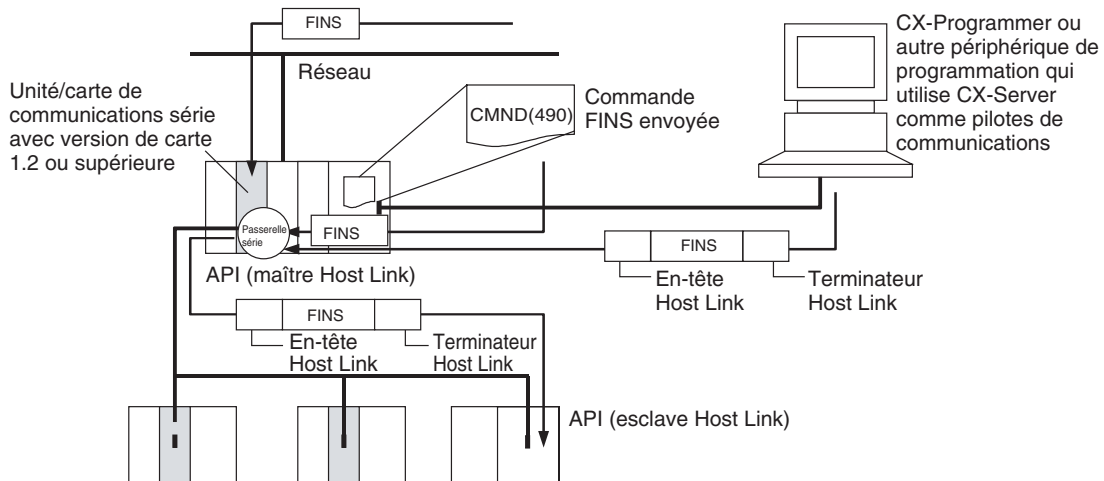 FINS
Réseau
Unité/carte de
communications série
avec version de carte
1.2 ou supérieure
CMND(490)
Commande
FINS envoyée
CX-Programmer ou
autre périphérique de
programmation qui
utilise CX-Server
comme pilotes de
communications
Passerelle
série
FINS
FINS
API (maître Host Link)
En-tête
Host Link
Terminateur
Host Link
FINS
En-tête
Host Link
Terminateur
Host Link
API (esclave Host Link)